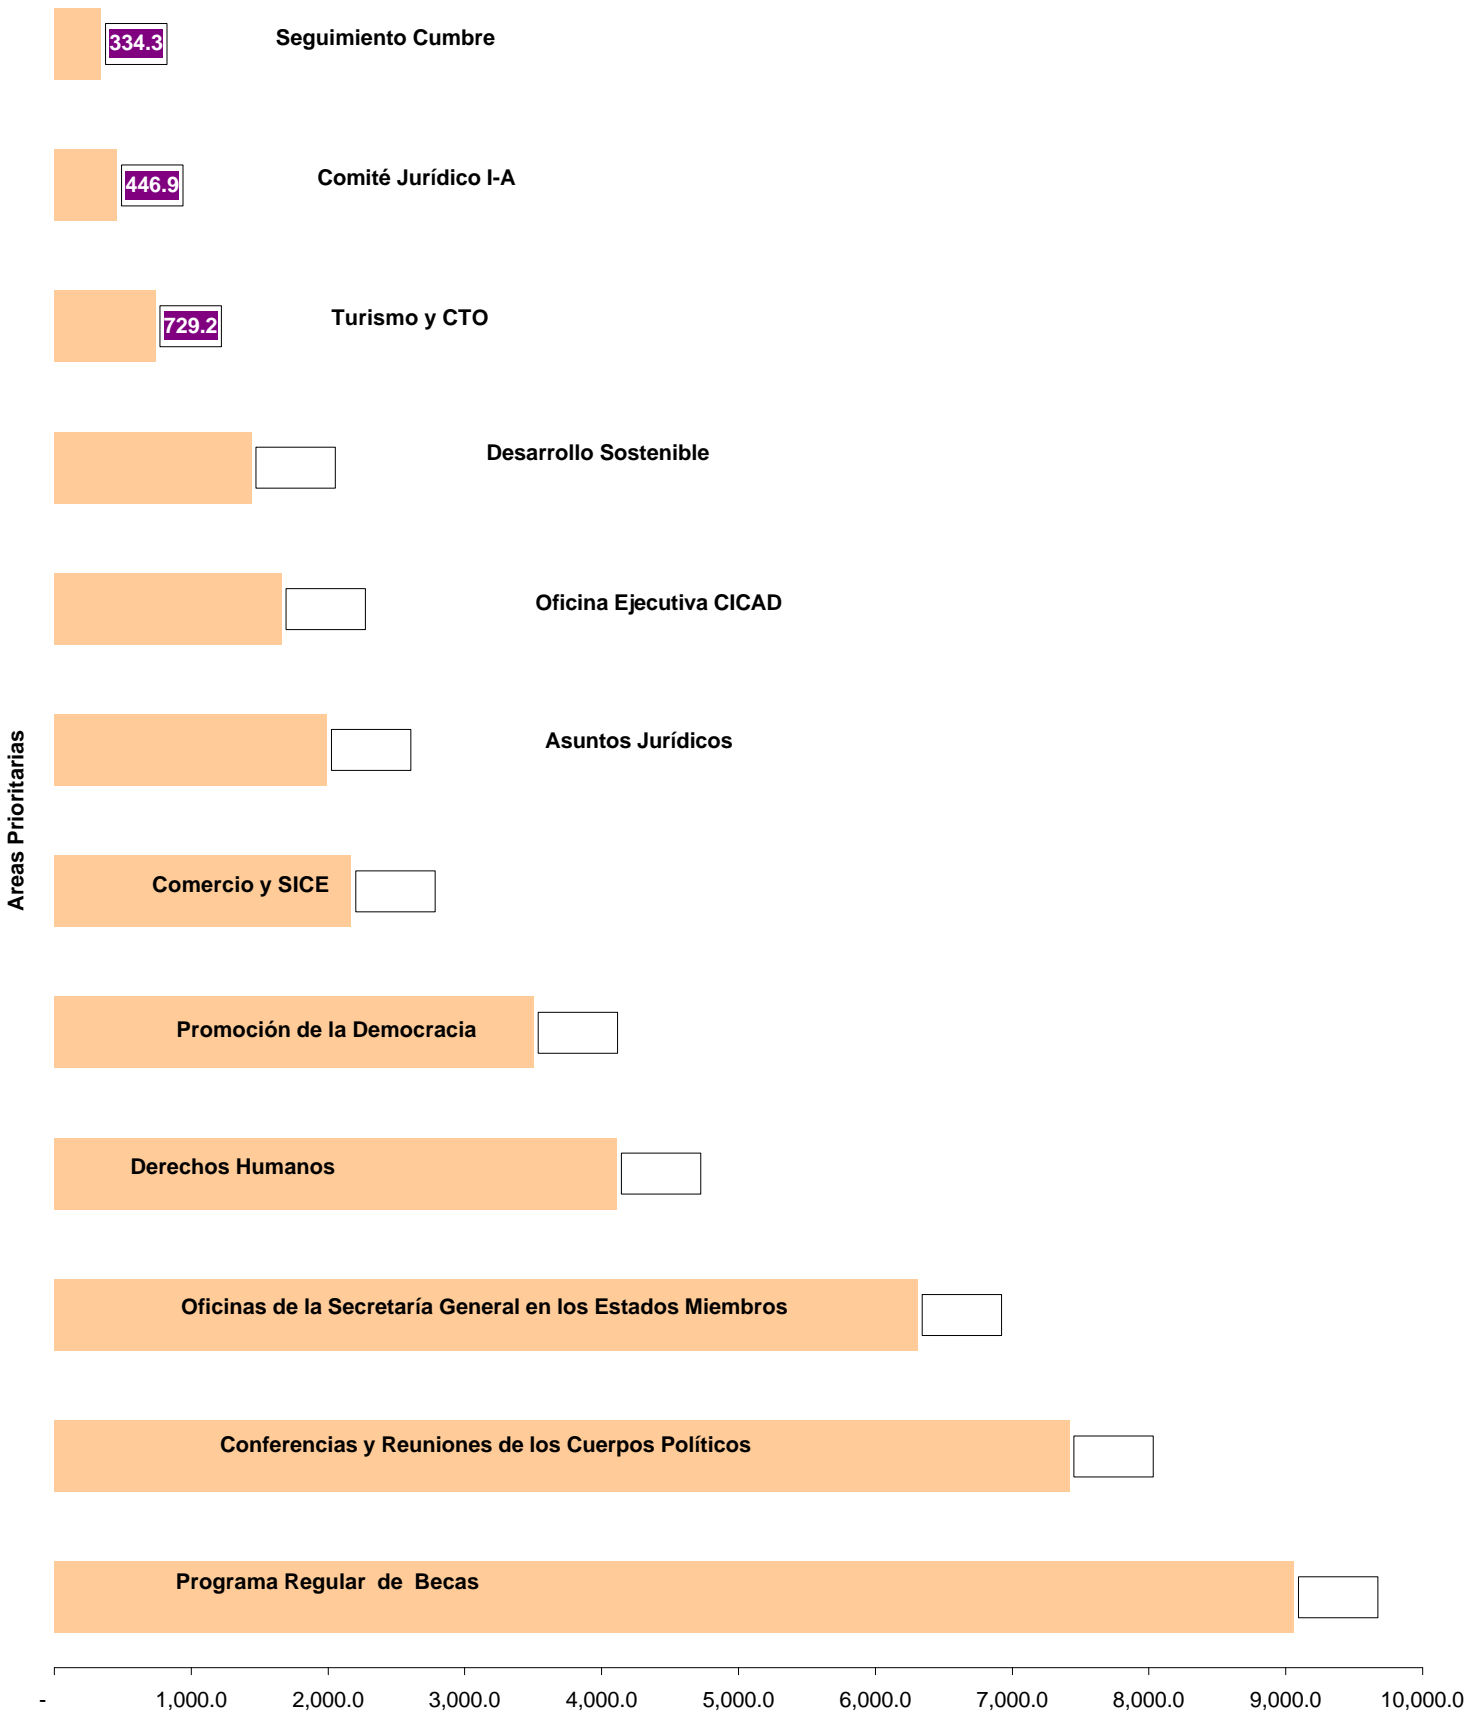 334.3
Seguimiento Cumbre
446.9
Comité Jurídico I-A
729.2
Turismo y CTO
Desarrollo Sostenible
Oficina Ejecutiva CICAD
Asuntos Jurídicos
Areas Prioritarias
Comercio y SICE
Promoción de la Democracia
Derechos Humanos
Oficinas de la Secretaría General en los Estados Miembros
Conferencias y Reuniones de los Cuerpos Políticos
Programa Regular de Becas
- 1,000.0 2,000.0 3,000.0 4,000.0 5,000.0 6,000.0 7,000.0 8,000.0 9,000.0 10,000.0